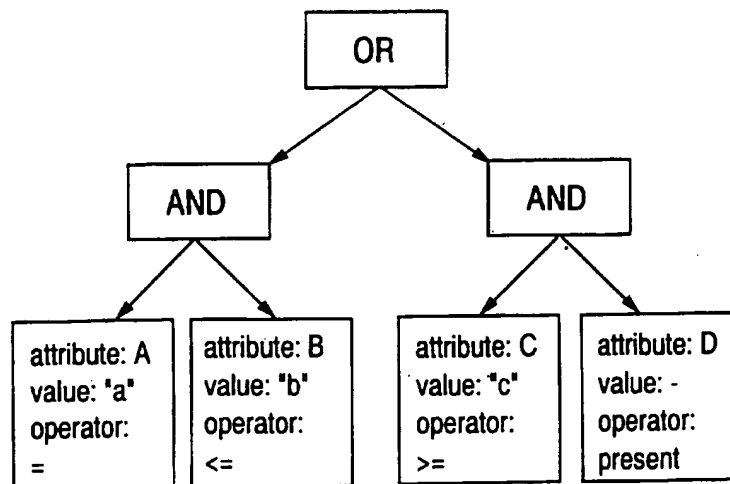 OR
AND
AND
attribute: A
value: "a"
operator:
=
attribute: B
value: "b"
operator:
<=
attribute: C
value: "c"
operator:
>=
attribute: D
value: -
operator:
present